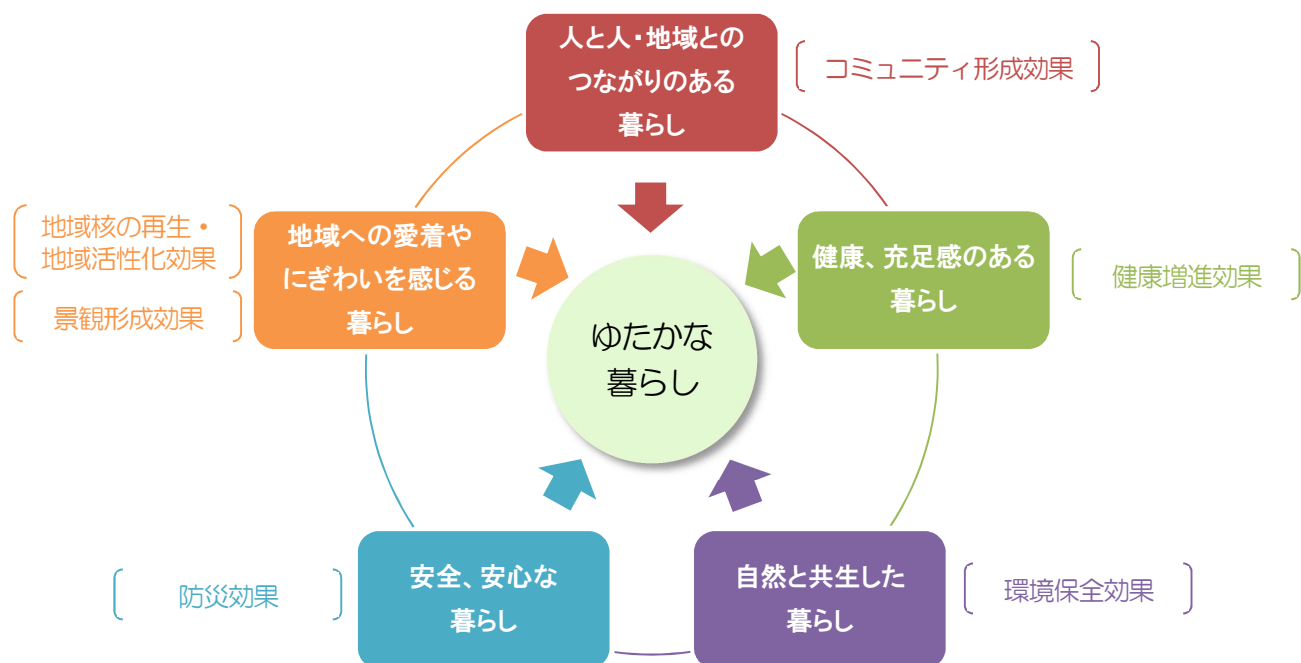 人と人・地域との
つながりのある
暮らし
コミュニティ形成効果
地域核の再生・
地域活性化効果
景観形成効果
地域への愛着や
にぎわいを感じる
暮らし
健康、充足感のある
暮らし
健康増進効果
ゆたかな
暮らし
防災効果
安全、安心な
暮らし
自然と共生した
暮らし
環境保全効果